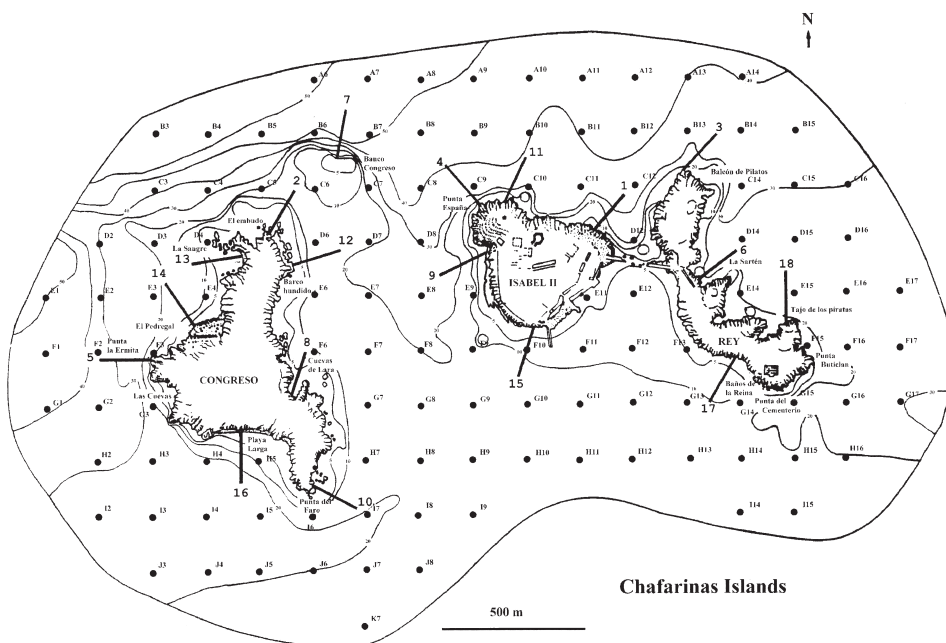 N
A6 A7 A8 A9 A10 A11 A12 A13 A14
7 3
B3 B4 B5 B6 B7 B8 B9 B10 B11 B12 B13 B14 B15
4 11
Banco
Congreso
Balcón de Pilatos
2 1
C3 C4 C5 C6 C7 C8 C9 C10 C11 C12 C14 C15 C16
Punta
España
El embudo
D2 D3 D4 D6 D7 D8 D12 D14 D15 D16
La Saagre
13 12
9 6
La Sartén
18
14
Barco
hundido
ISABEL II
E1 E2 E3 E4 E6 E7 E8 E9 E11 E12 E14 E15 E16 E17
Tajo de los piratas
El Pedregal
Punta
la Ermita
5 8
F1 F2 F3 F6 F7 F8 F10 F11 F12 F13 F15 F16 F17
REY
Cuevas
de Lara
Punta
Buticlan
15
CONGRESO
Baños de
la Reina
17
Las Cuevas
Punta del
Cementerio
G1 G2 G3 G7 G8 G9 G10 G11 G12 G13 G14 G15 G16 G17
Playa
Larga
H2 H3 H4 H5 H7 H8 H9 H10 H11 H12 H13 H14 H15 H16
16 10
Punta del
Faro
I2 I3 I4 I5 I6 I7 I8 I9 I14 I15
J3 J4 J5 J6 J7 J8
Chafarinas Islands
500 m
K7